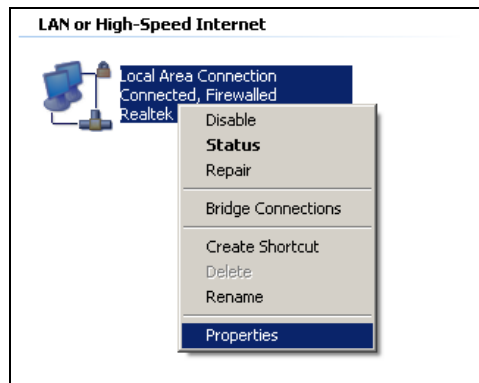 LAN or High-Speed Internet
Local Area Connection
Connected, Firewalled
Realtek
Disable
Status
Repair
Bridge Connections
Create Shortcut
Delete
Rename
Properties